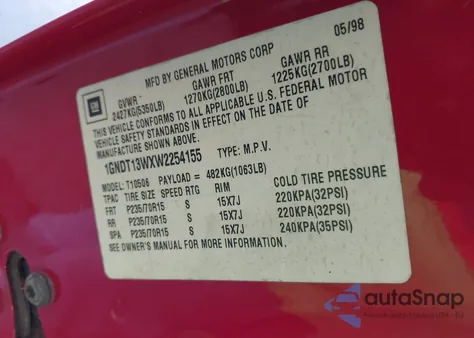 05/98
MFD BY GENERAL MOTORS CORP
GM
GVWR GAWR FRT GAWR RR
2427KG(5350LB) 1270KG(2800LB) 1225KG(2700LB)
THIS VEHICLE CONFORMS TO ALL APPLICABLE U.S. FEDERAL MOTOR
VEHICLE SAFETY STANDARDS IN EFFECT ON THE DATE OF
MANUFACTURE SHOWN ABOVE.
1GNDT13WXW2254155 TYPE: M.P.V.
MODEL: T10506 PAYLOAD = 482KG(1063LB)
TPAC TIRE SIZE SPEED RTG RIM COLD TIRE PRESSURE
FRT P235/70R15 S 15X7J 220KPA(32PSI)
RR P235/70R15 S 15X7J 220KPA(32PSI)
SPA P235/70R15 S 15X7J 240KPA(35PSI)
SEE OWNER'S MANUAL FOR MORE INFORMATION.
autoSnap